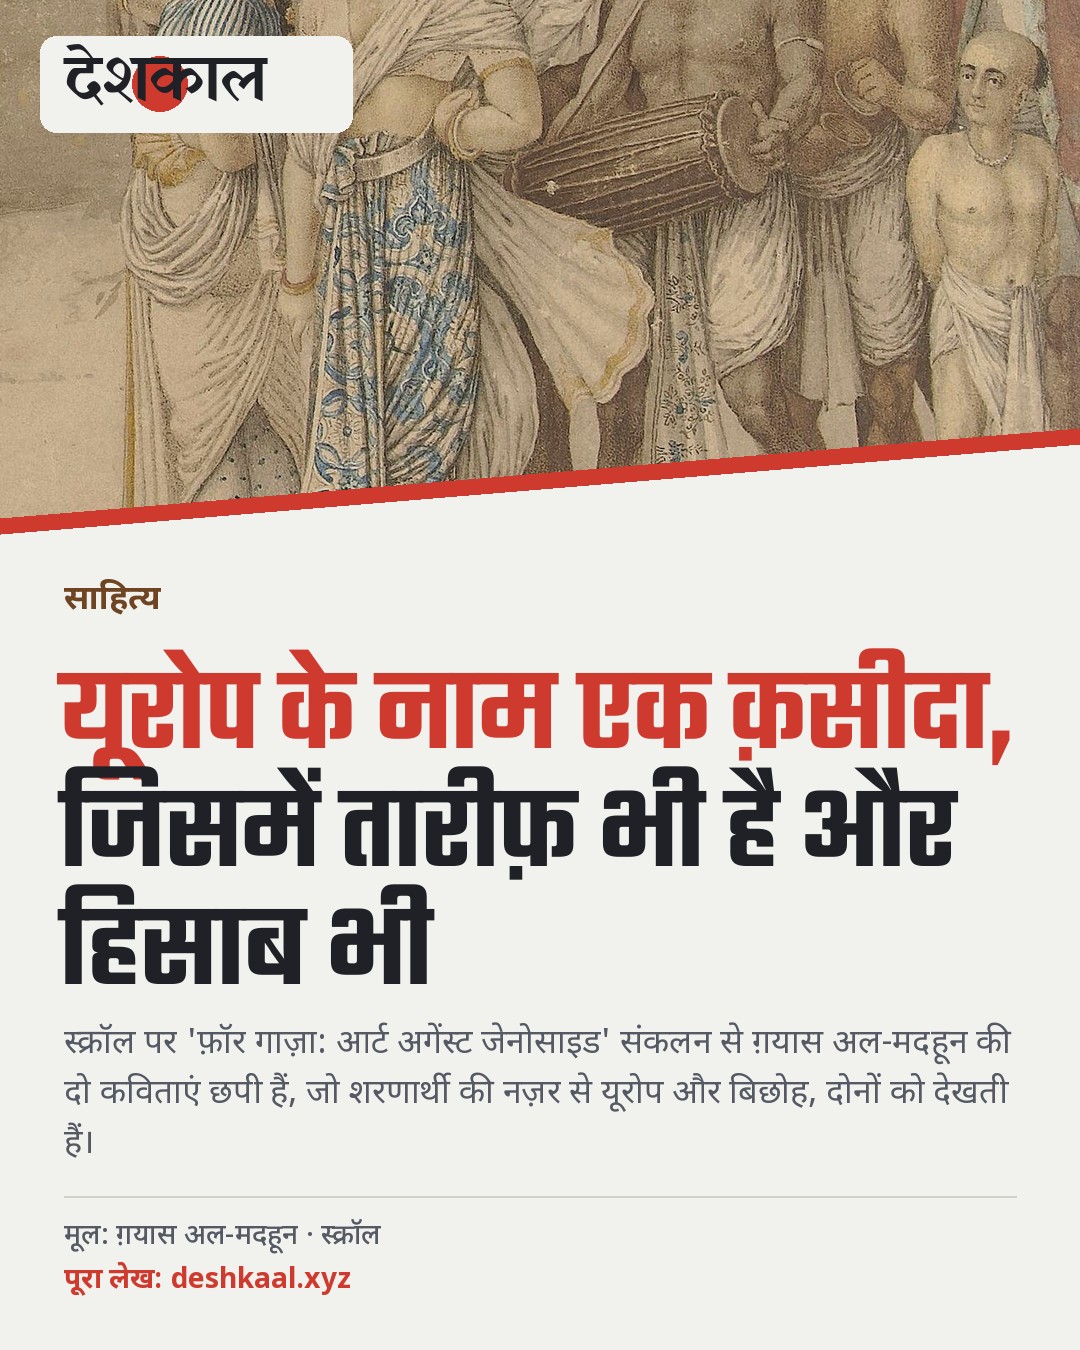 देशकाल
साहित्य
यूरोप के नाम एक क़सीदा,
जिसमें तारीफ़ भी है और
हिसाब भी
स्क्रॉल पर 'फ़ॉर गाज़ा: आर्ट अगेंस्ट जेनोसाइड' संकलन से ग़यास अल-मदहून की
दो कविताएं छपी हैं, जो शरणार्थी की नज़र से यूरोप और बिछोह, दोनों को देखती
हैं।
मूल: ग़यास अल-मदहून · स्क्रॉल
पूरा लेख: deshkaal.xyz